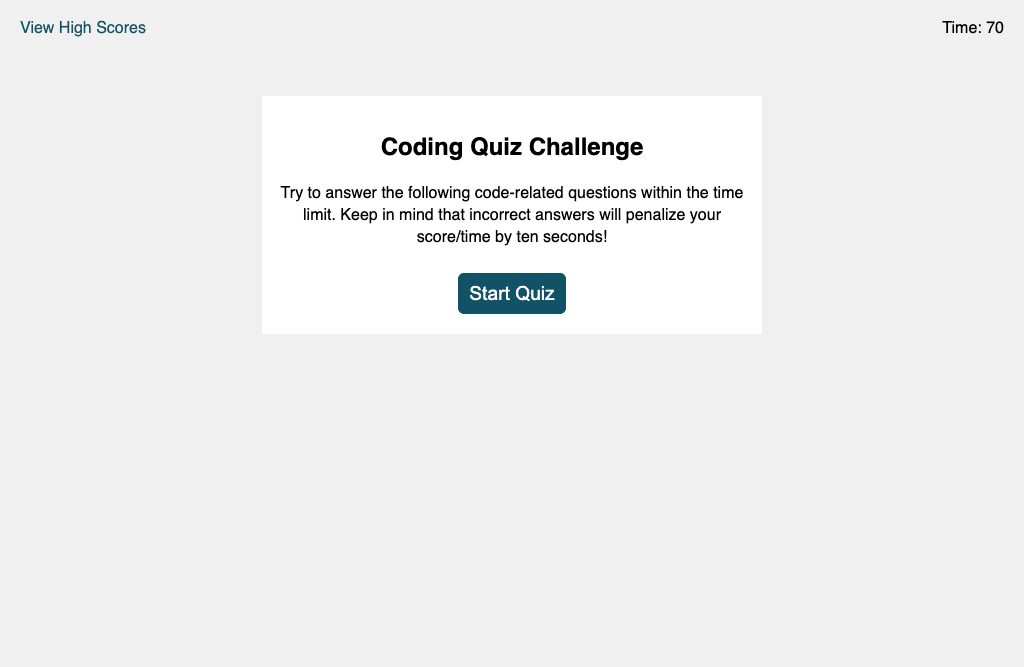 View High Scores
Time: 70
Coding Quiz Challenge
Try to answer the following code-related questions within the time
limit. Keep in mind that incorrect answers will penalize your
score/time by ten seconds!
Start Quiz